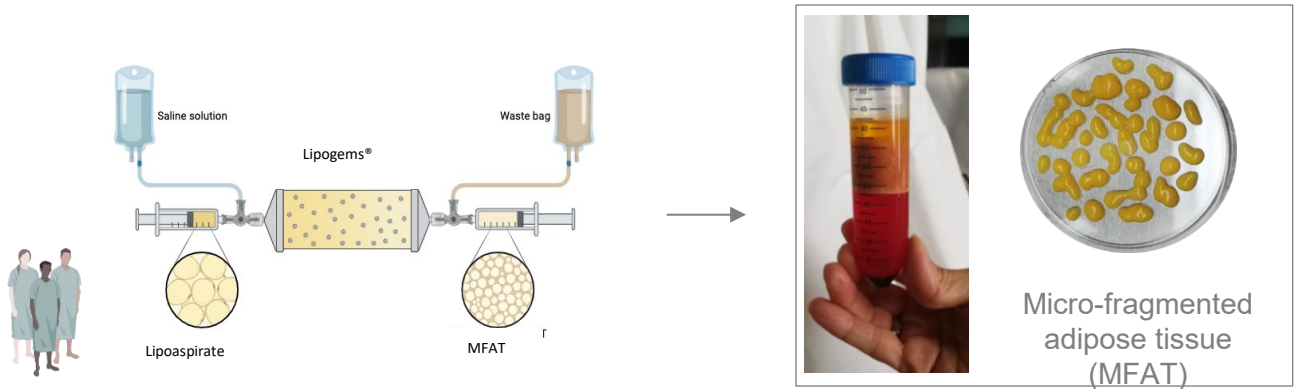 Saline solution
Waste bag
Lipogems®
Lipoaspirate
MFAT
Micro-fragmented
adipose tissue
(MFAT)